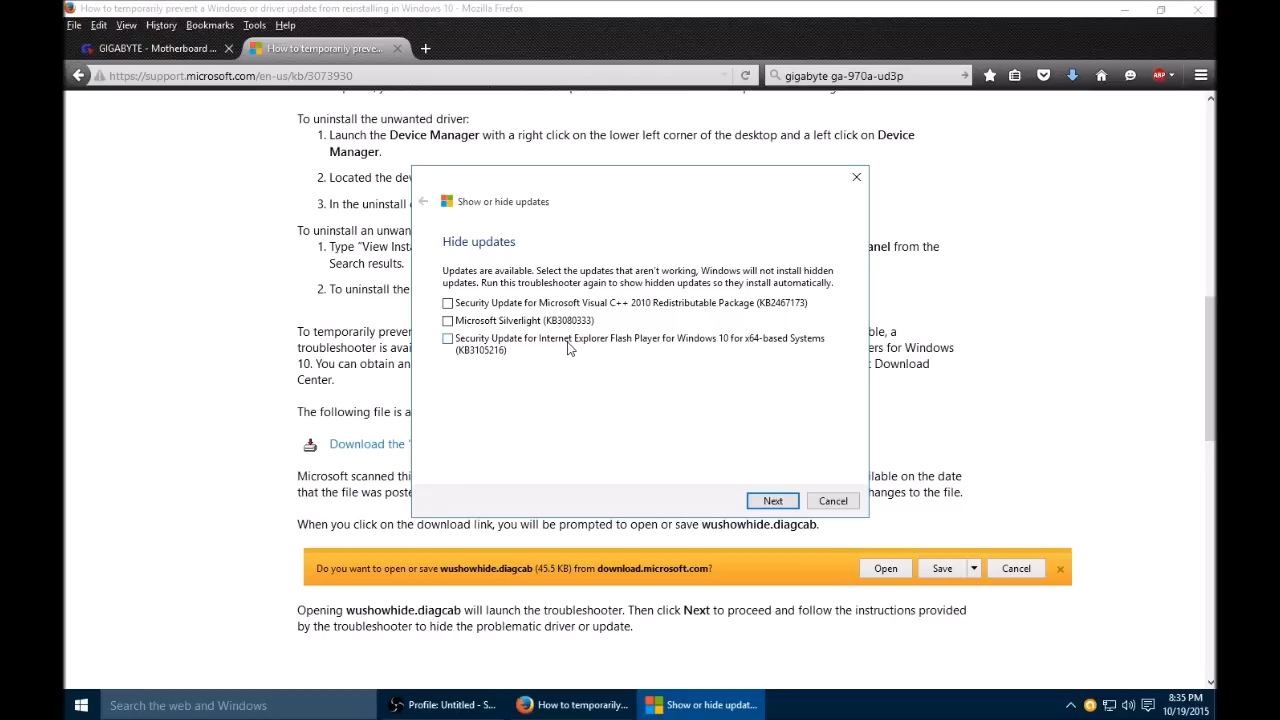 How to temporarily prevent a Windows or driver update from reinstalling in Windows 10 - Mozilla Firefox
File Edit View History Bookmarks Tools Help
GIGABYTE - Motherboard ... How to temporarily preve...
https://support.microsoft.com/en-us/kb/3073930 gigabyte ga-970a-ud3p ABP
To uninstall the unwanted driver:
1. Launch the Device Manager with a right click on the lower left corner of the desktop and a left click on Device
Manager.
2. Located the dev
3. In the uninstall
To uninstall an unwan
1. Type "View Insta anel from the
Search results.
2. To uninstall the
To temporarily preven le, a
troubleshooter is avai ers for Windows
10. You can obtain an t Download
Center.
The following file is a
Download the "
Microsoft scanned thi ilable on the date
that the file was poste hanges to the file.
Show or hide updates
Hide updates
Updates are available. Select the updates that aren't working, Windows will not install hidden
updates. Run this troubleshooter again to show hidden updates so they install automatically.
Security Update for Microsoft Visual C++ 2010 Redistributable Package (KB2467173)
Microsoft Silverlight (KB3080333)
Security Update for Internet Explorer Flash Player for Windows 10 for x64-based Systems
(KB3105216)
Next Cancel
When you click on the download link, you will be prompted to open or save wushowhide.diagcab.
Do you want to open or save wushowhide.diagcab (45.5 KB) from download.microsoft.com? Open Save Cancel
Opening wushowhide.diagcab will launch the troubleshooter. Then click Next to proceed and follow the instructions provided
by the troubleshooter to hide the problematic driver or update.
Search the web and Windows Profile: Untitled - S... How to temporarily... Show or hide updat... 8:35 PM
10/19/2015